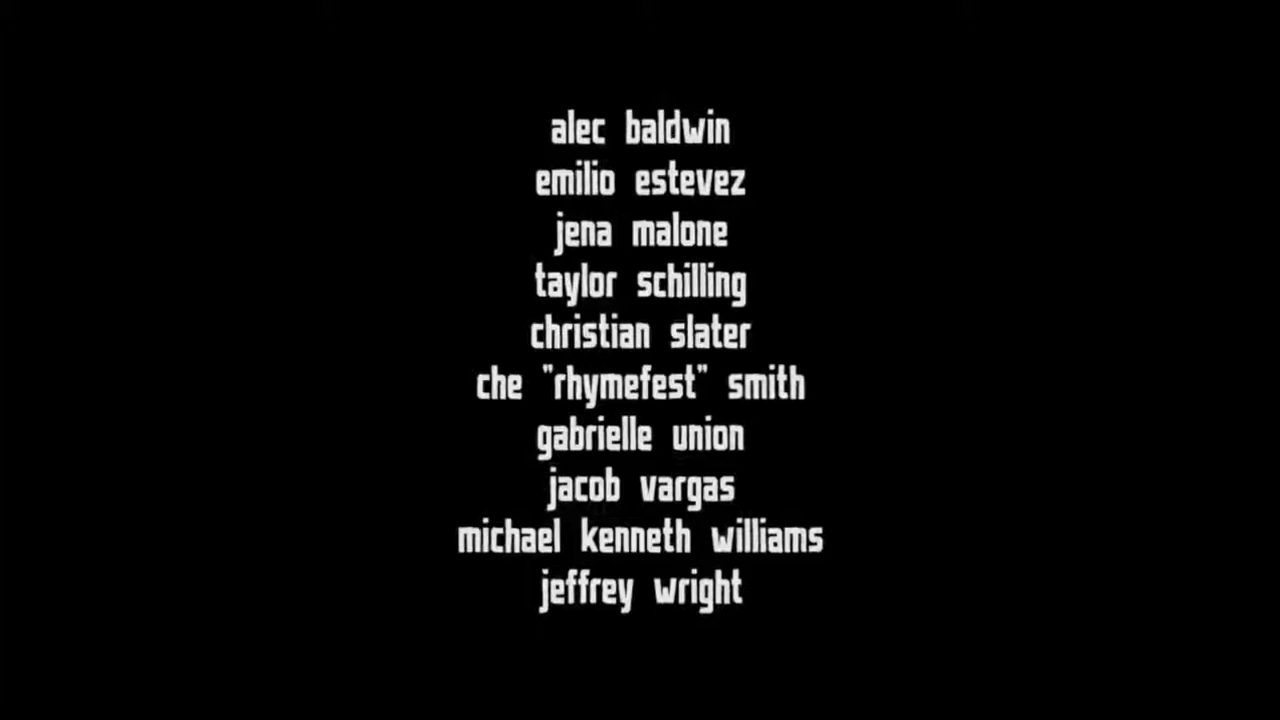 alec baldwin
emilio estevez
jena malone
taylor schilling
christian slater
che "rhymefest" smith
gabrielle union
jacob vargas
michael kenneth williams
jeffrey wright